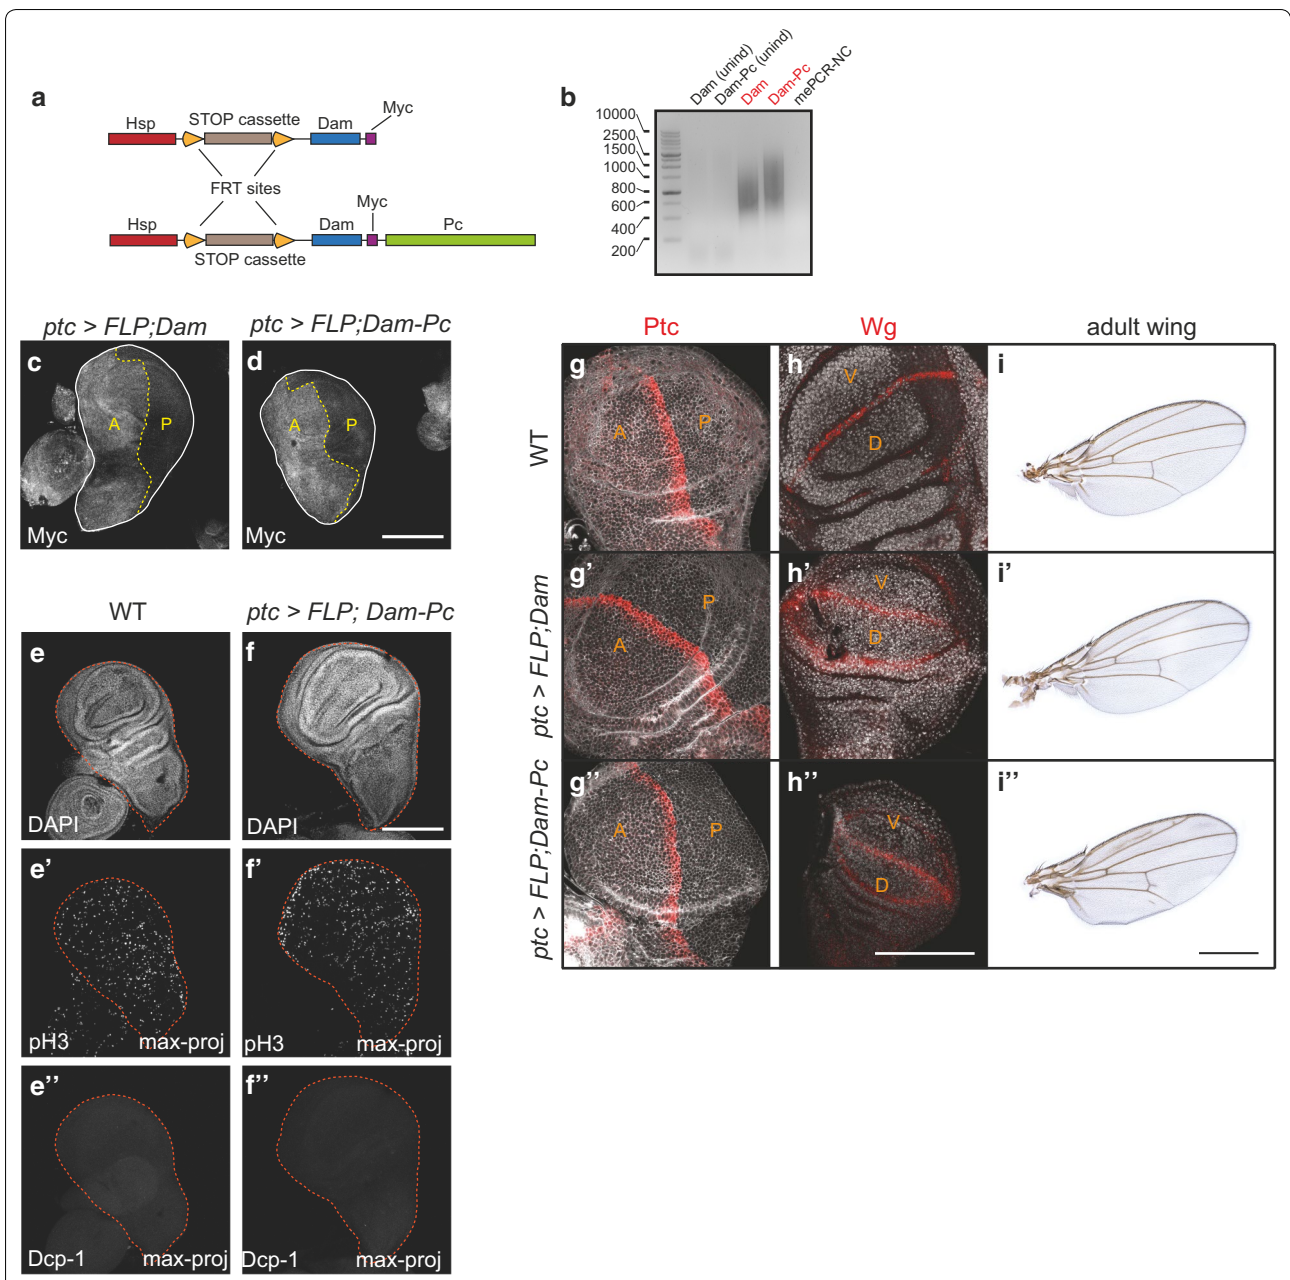 a
Hsp
STOP cassette
Dam
Myc
FRT sites
Hsp
STOP cassette
Dam
Myc
Pc
b
Dam (unind)
Dam-Pc (unind)
Dam
Dam-Pc
mePCR-NC
10000
2500
1500
1000
800
600
400
200
ptc > FLP;Dam
ptc > FLP;Dam-Pc
c
A
P
Myc
d
A
P
Myc
WT
ptc > FLP; Dam-Pc
e
DAPI
f
DAPI
e’
pH3
max-proj
f’
pH3
max-proj
e’’
Dcp-1
max-proj
f’’
Dcp-1
max-proj
Ptc
Wg
adult wing
WT
g
A
P
h
V
D
i
ptc > FLP;Dam
g’
A
P
h’
V
D
i’
ptc > FLP;Dam-Pc
g’’
A
P
h’’
V
D
i’’